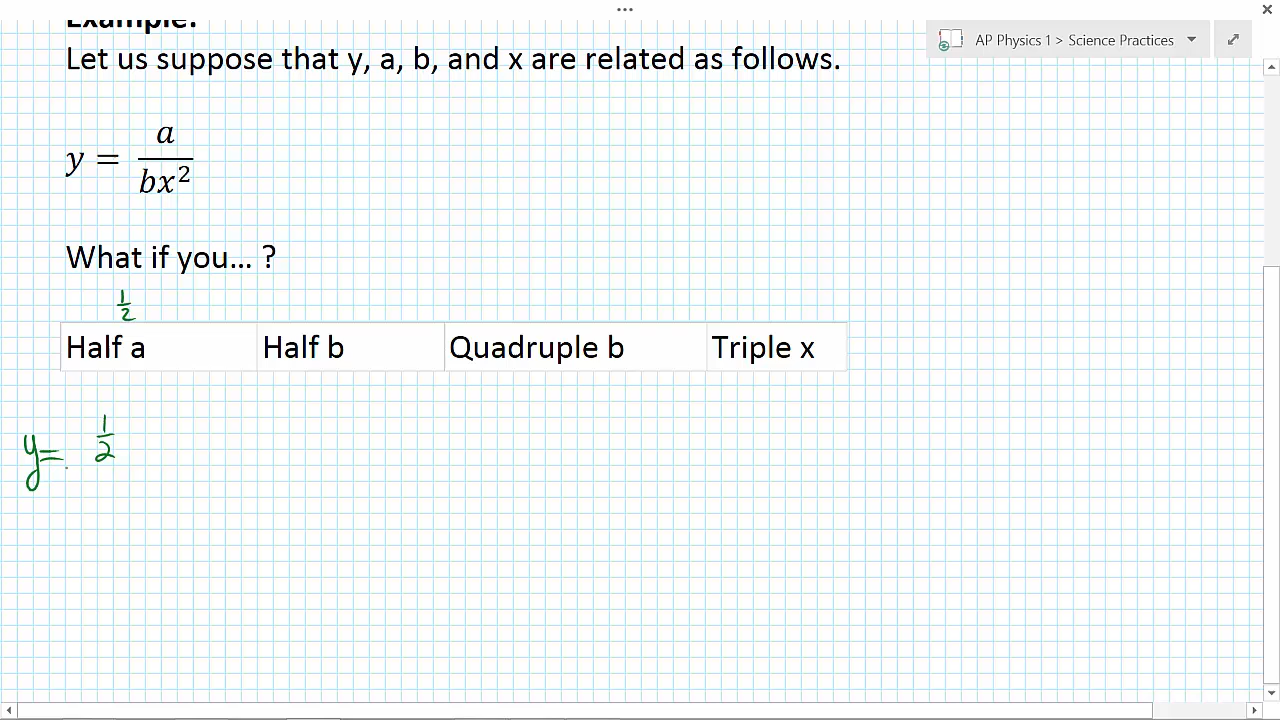 Example:
AP Physics 1 > Science Practices
Let us suppose that y, a, b, and x are related as follows.
y = a / bx²
What if you... ?
1/2
Half a | Half b | Quadruple b | Triple x
y = 1/2